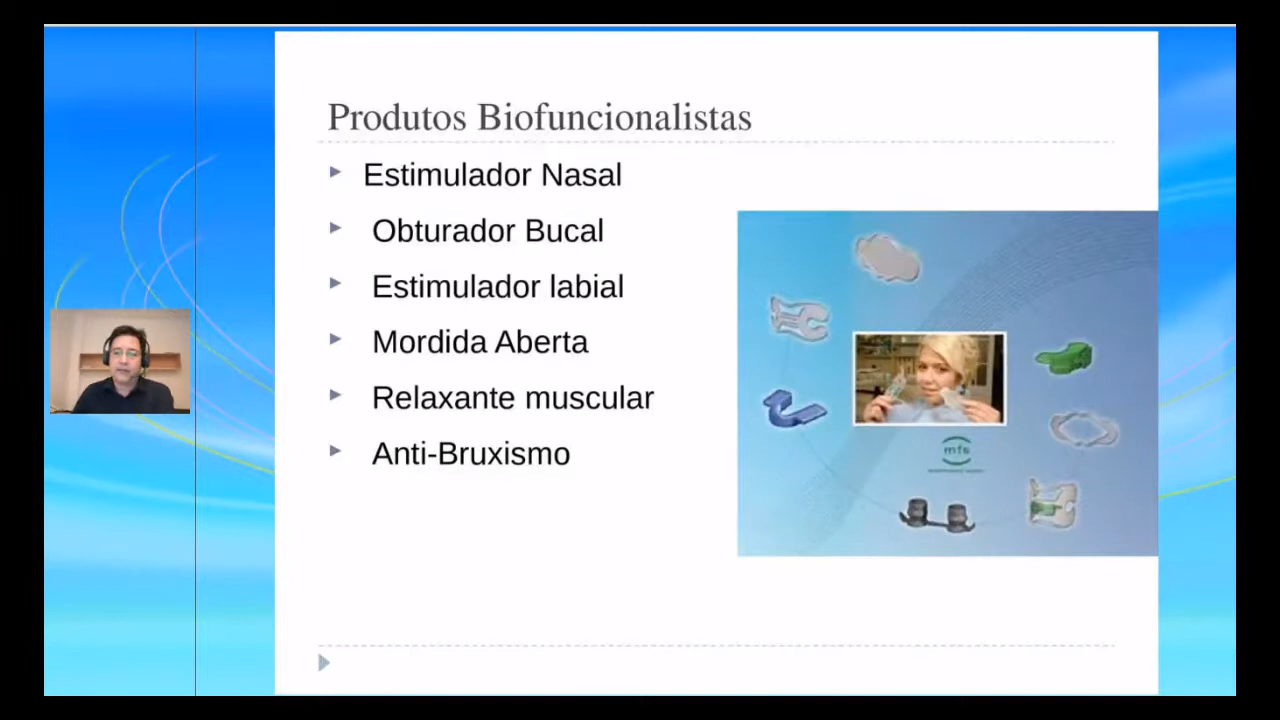 Produtos Biofuncionalistas
Estimulador Nasal
Obturador Bucal
Estimulador labial
Mordida Aberta
Relaxante muscular
Anti-Bruxismo
mfs